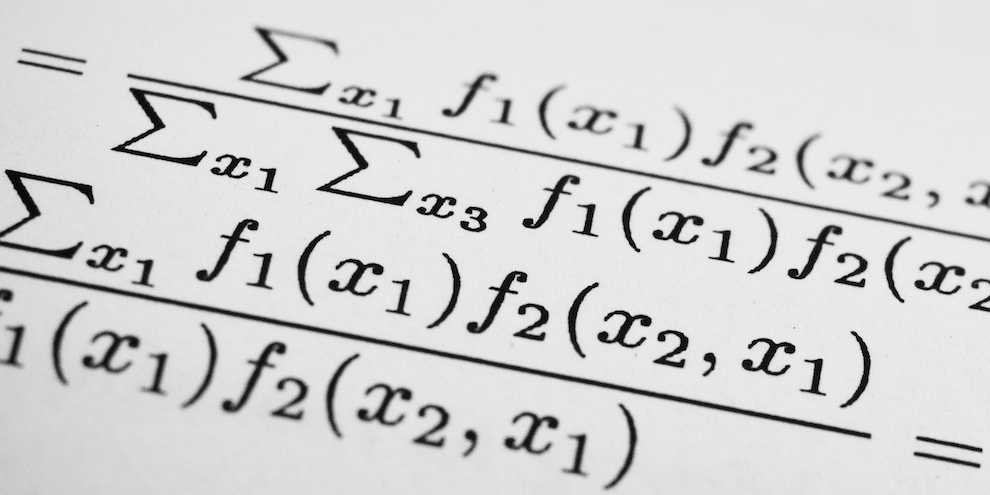 = ∑x₁ f₁(x₁)f₂(x₂, x
∑x₁ ∑x₃ f₁(x₁)f₂(x₂
∑x₁ f₁(x₁)f₂(x₂, x₁)
f₁(x₁)f₂(x₂, x₁) =